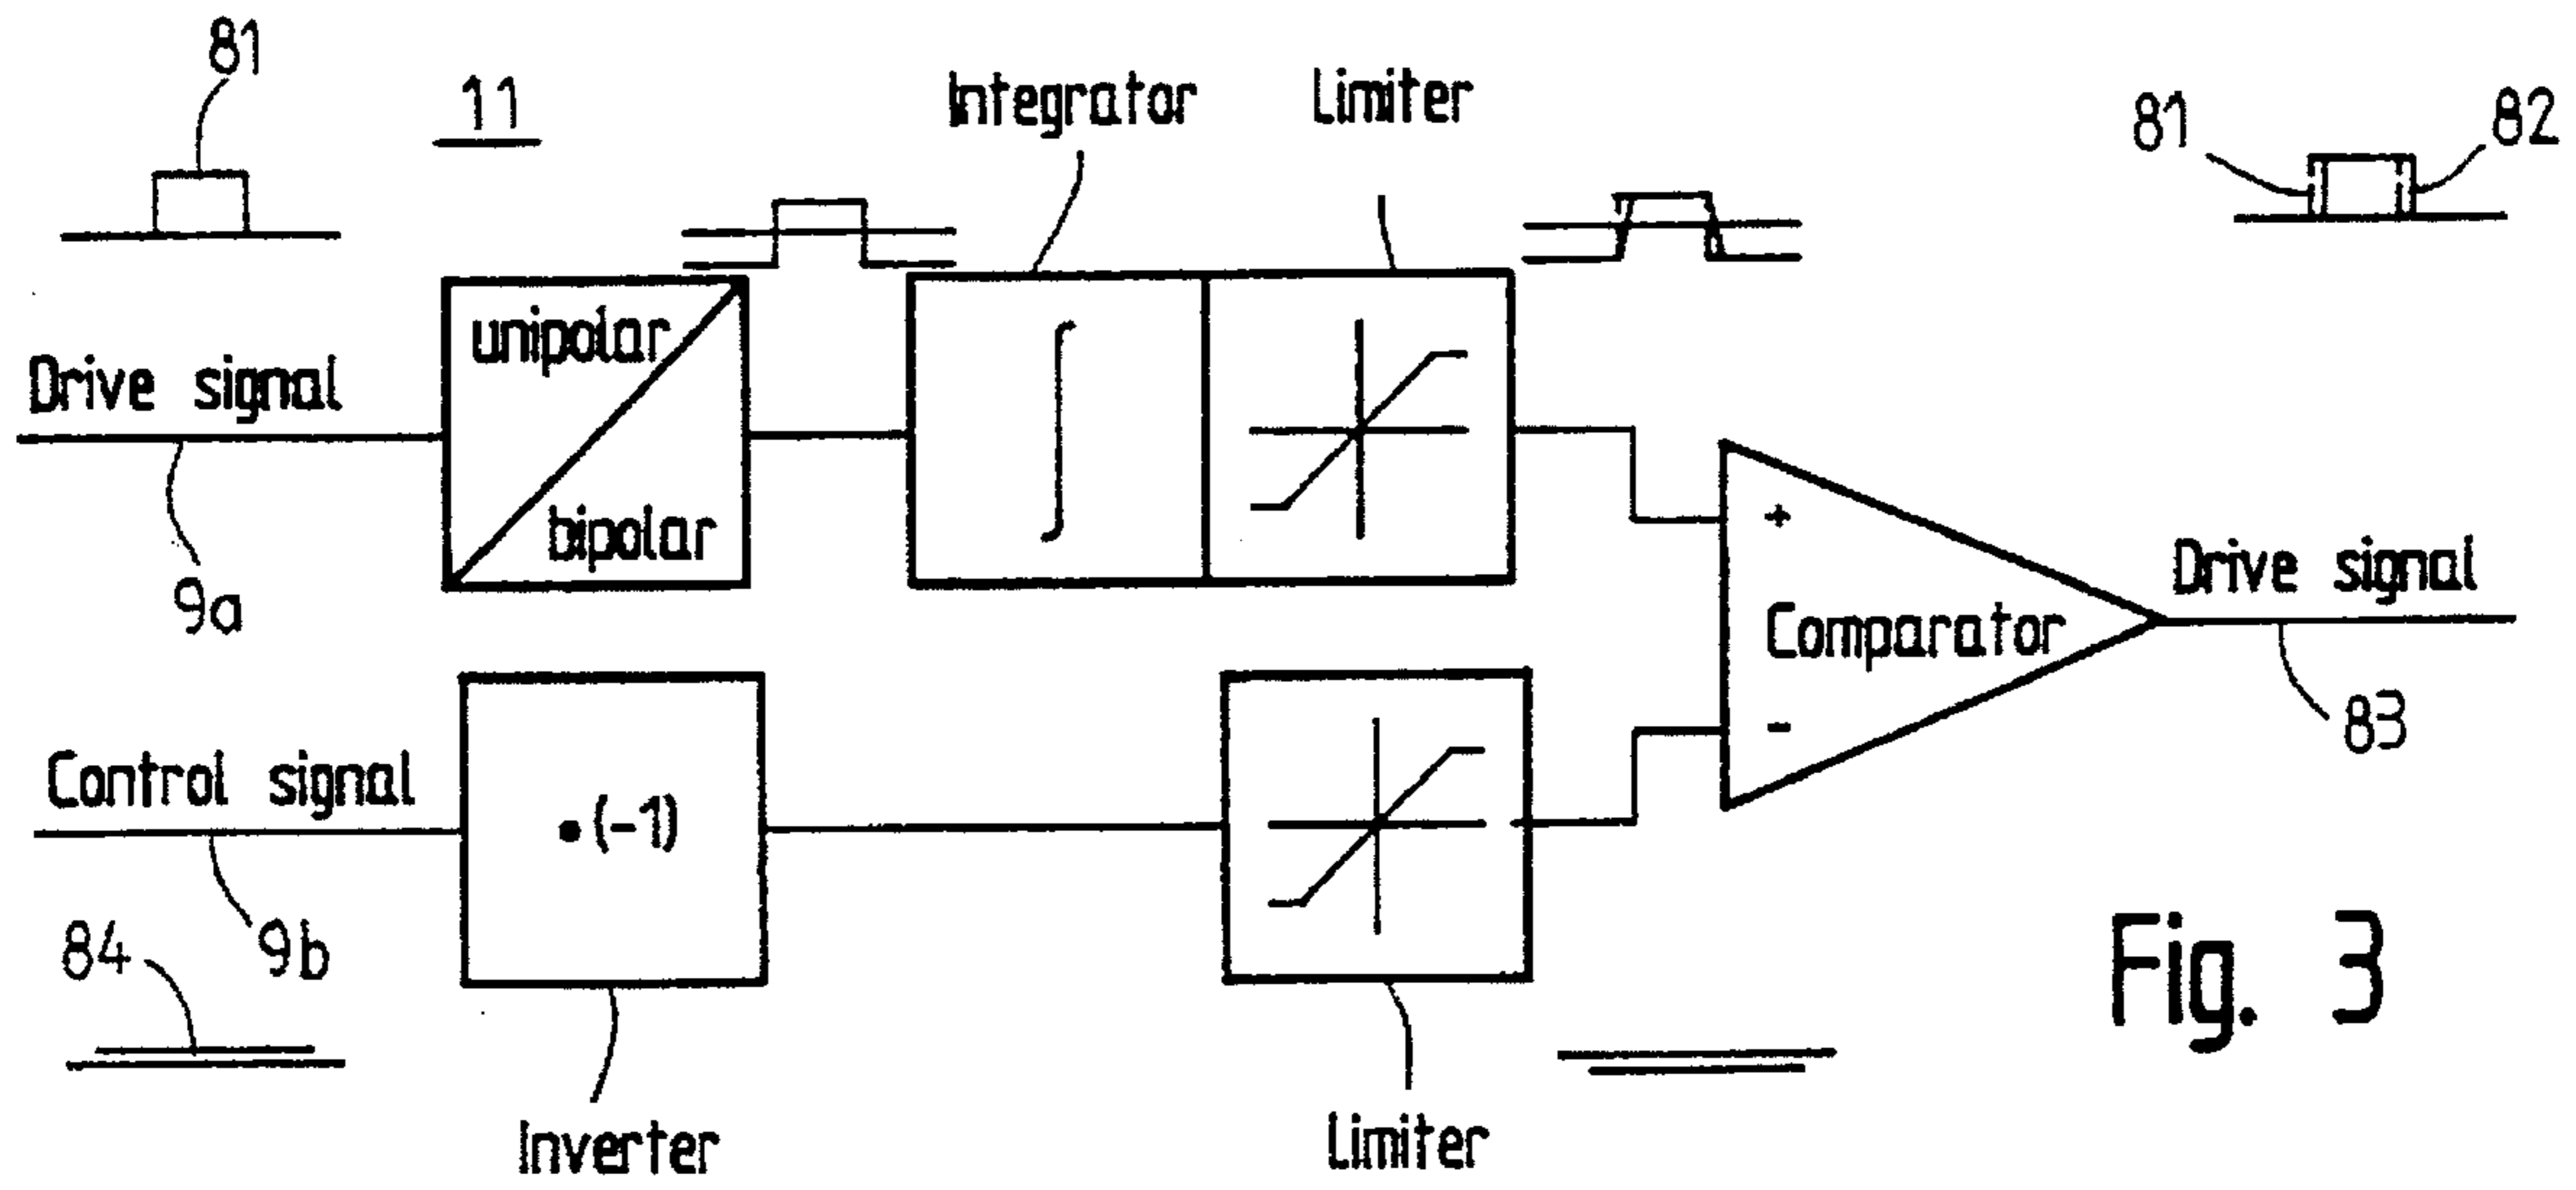 81
11
Integrator
Limiter
81
82
unipolar
bipolar
Drive signal
9a
+
Comparator
-
Drive signal
83
Control signal
9b
84
•(-1)
Inverter
Limiter
Fig. 3